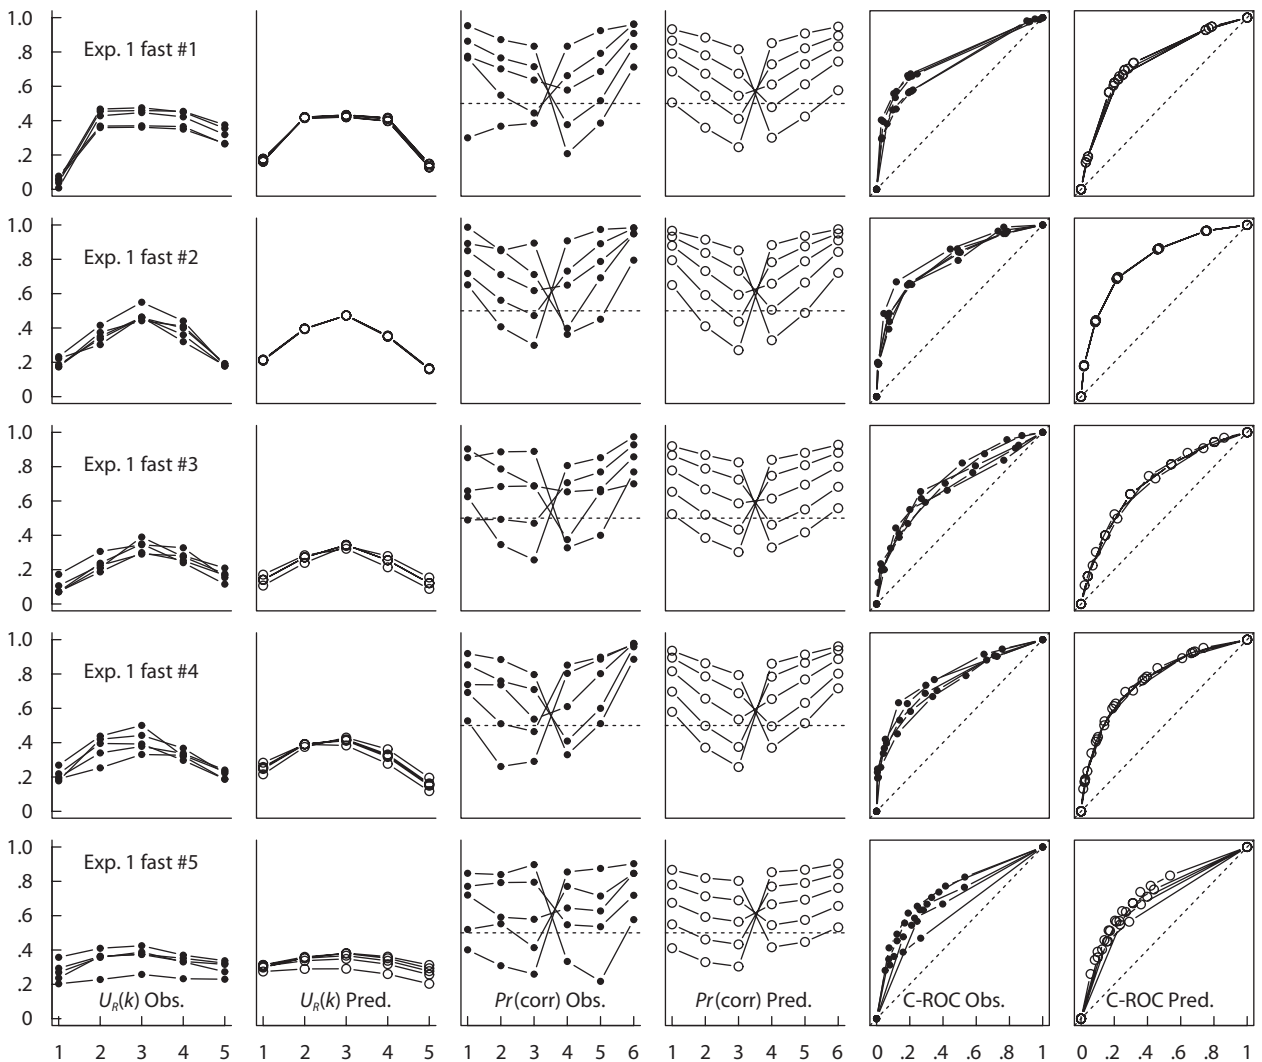 1.0
.8
.6
.4
.2
0
Exp. 1 fast #1
1.0
.8
.6
.4
.2
0
Exp. 1 fast #2
1.0
.8
.6
.4
.2
0
Exp. 1 fast #3
1.0
.8
.6
.4
.2
0
Exp. 1 fast #4
1.0
.8
.6
.4
.2
0
Exp. 1 fast #5
U_R(k) Obs.
U_R(k) Pred.
Pr(corr) Obs.
Pr(corr) Pred.
C-ROC Obs.
C-ROC Pred.
1 2 3 4 5
1 2 3 4 5
1 2 3 4 5 6
1 2 3 4 5 6
0 .2 .4 .6 .8 1
0 .2 .4 .6 .8 1